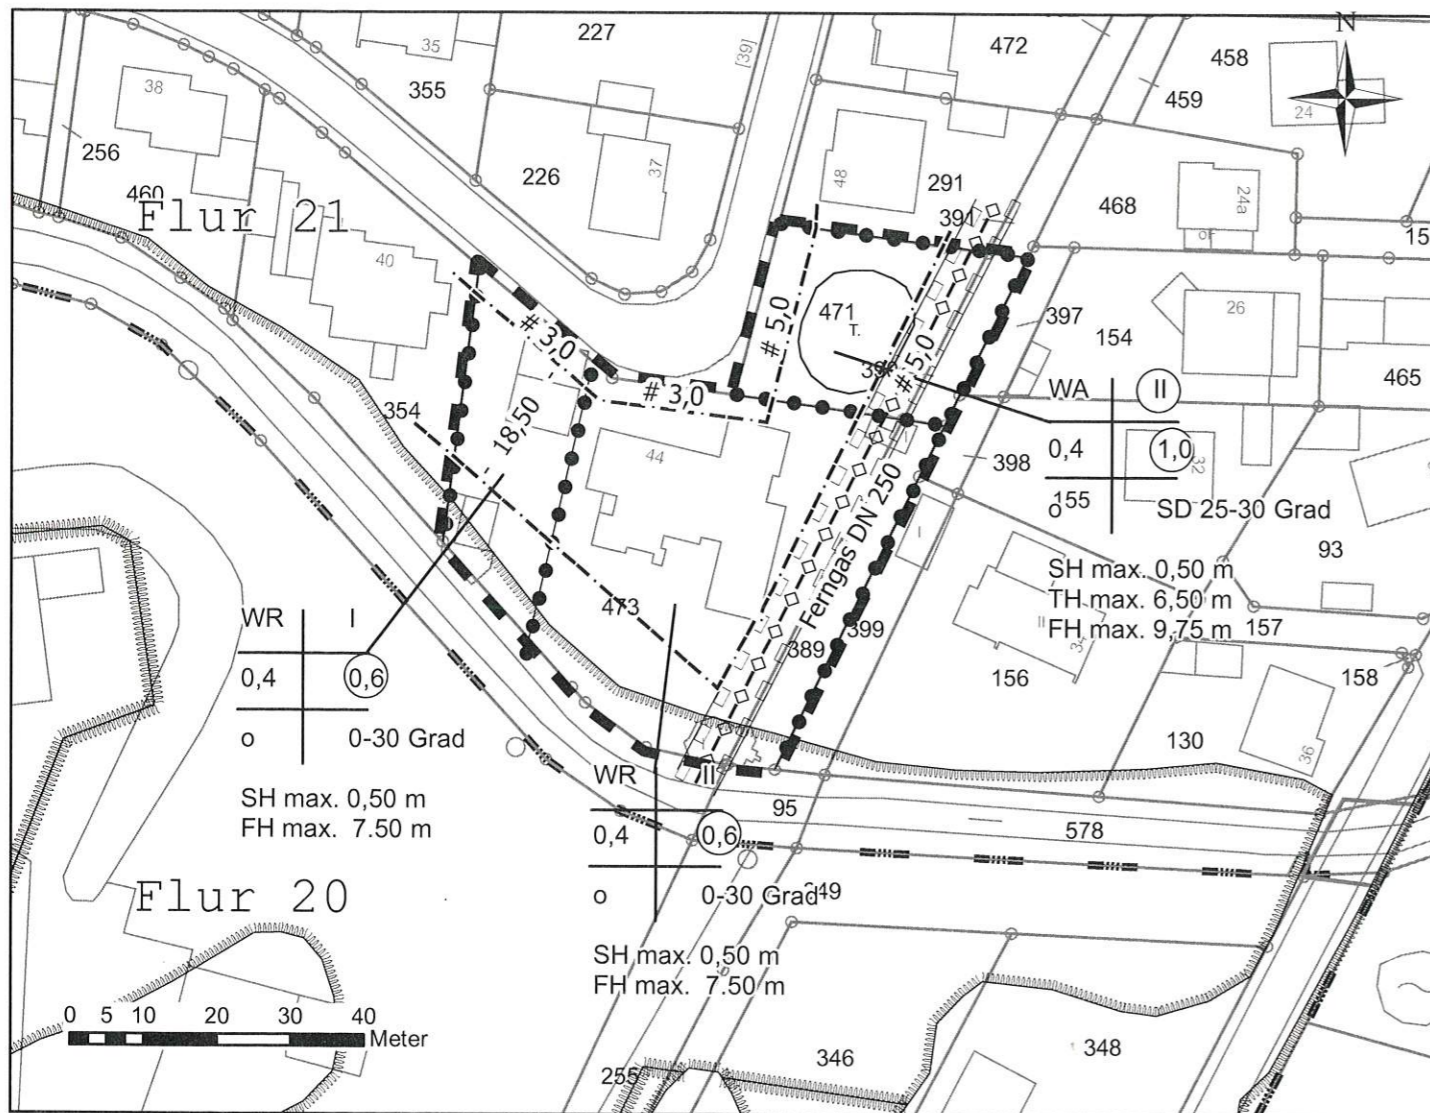 N
35
227
[39]
472
458
38
355
459
24
256
226
37
48
291
24a
460
Flur 21
391
468
15
40
471
T.
# 5,0
397
154
26
# 3,0
# 5,0
465
# 3,0
354
18,50
44
398
WA II
0,4 1,0
32
155
o SD 25-30 Grad
93
Ferngas DN 250
SH max. 0,50 m
TH max. 6,50 m
FH max. 9,75 m
473
399
389
157
WR I
0,4 0,6
o 0-30 Grad
SH max. 0,50 m
FH max. 7.50 m
II
156
158
130
36
WR II
0,4 0,6
o 0-30 Grad
95
578
SH max. 0,50 m
FH max. 7.50 m
Flur 20
0 5 10 20 30 40
Meter
255
346
348